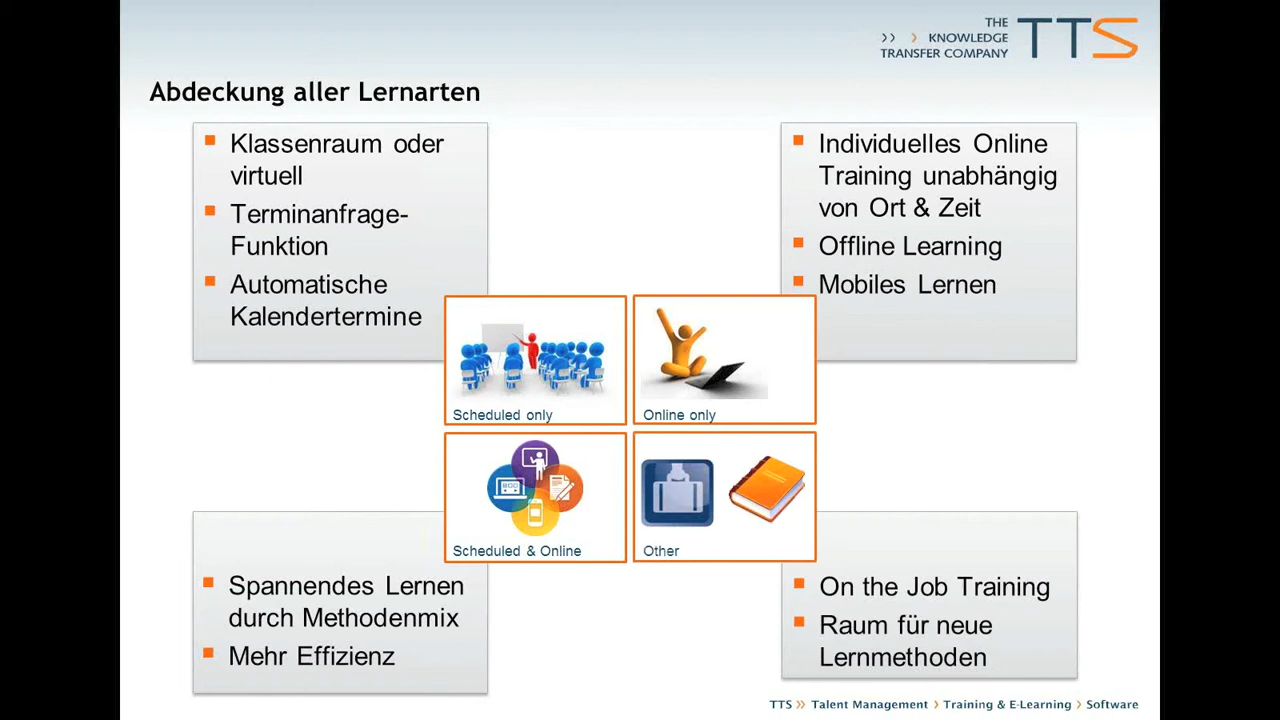 THE
KNOWLEDGE
TRANSFER COMPANY
TTS
Abdeckung aller Lernarten
Klassenraum oder
virtuell
Terminanfrage-
Funktion
Automatische
Kalendertermine
Individuelles Online
Training unabhängig
von Ort & Zeit
Offline Learning
Mobiles Lernen
Scheduled only
Online only
Scheduled & Online
Other
Spannendes Lernen
durch Methodenmix
Mehr Effizienz
On the Job Training
Raum für neue
Lernmethoden
TTS >> Talent Management > Training & E-Learning > Software